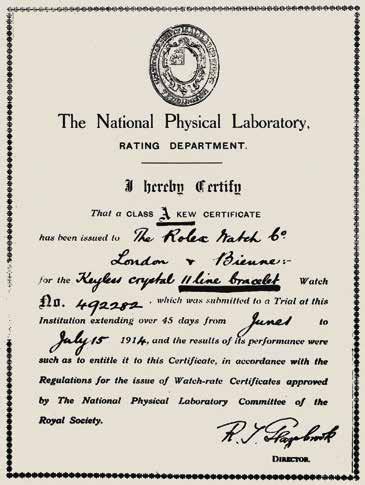 The National Physical Laboratory,
RATING DEPARTMENT.
I hereby Certify
That a CLASS A KEW CERTIFICATE
has been issued to The Rolex Watch Co
London & Bienne:-
for the Keyless crystal 11 line bracelet Watch
No. 492282, which was submitted to a Trial at this
Institution extending over 45 days from June 1 to
July 15 1914, and the results of its performance were
such as to entitle it to this Certificate, in accordance with the
Regulations for the issue of Watch-rate Certificates approved
by The National Physical Laboratory Committee of the
Royal Society.
R. T. Glazebrook
DIRECTOR.